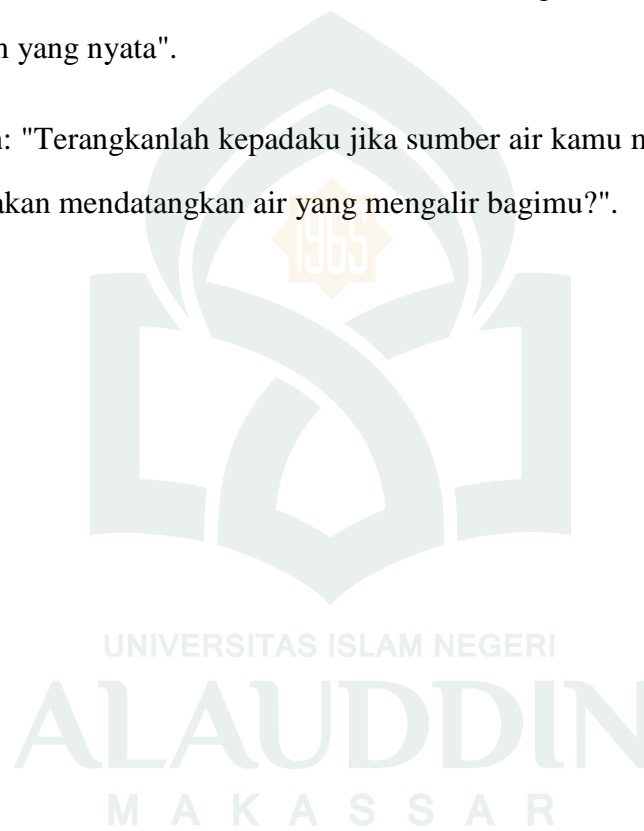 yang nyata".
: "Terangkanlah kepadaku jika sumber air kamu
akan mendatangkan air yang mengalir bagimu?".
1965
UNIVERSITAS ISLAM NEGERI
ALAUDDIN
MAKASSAR